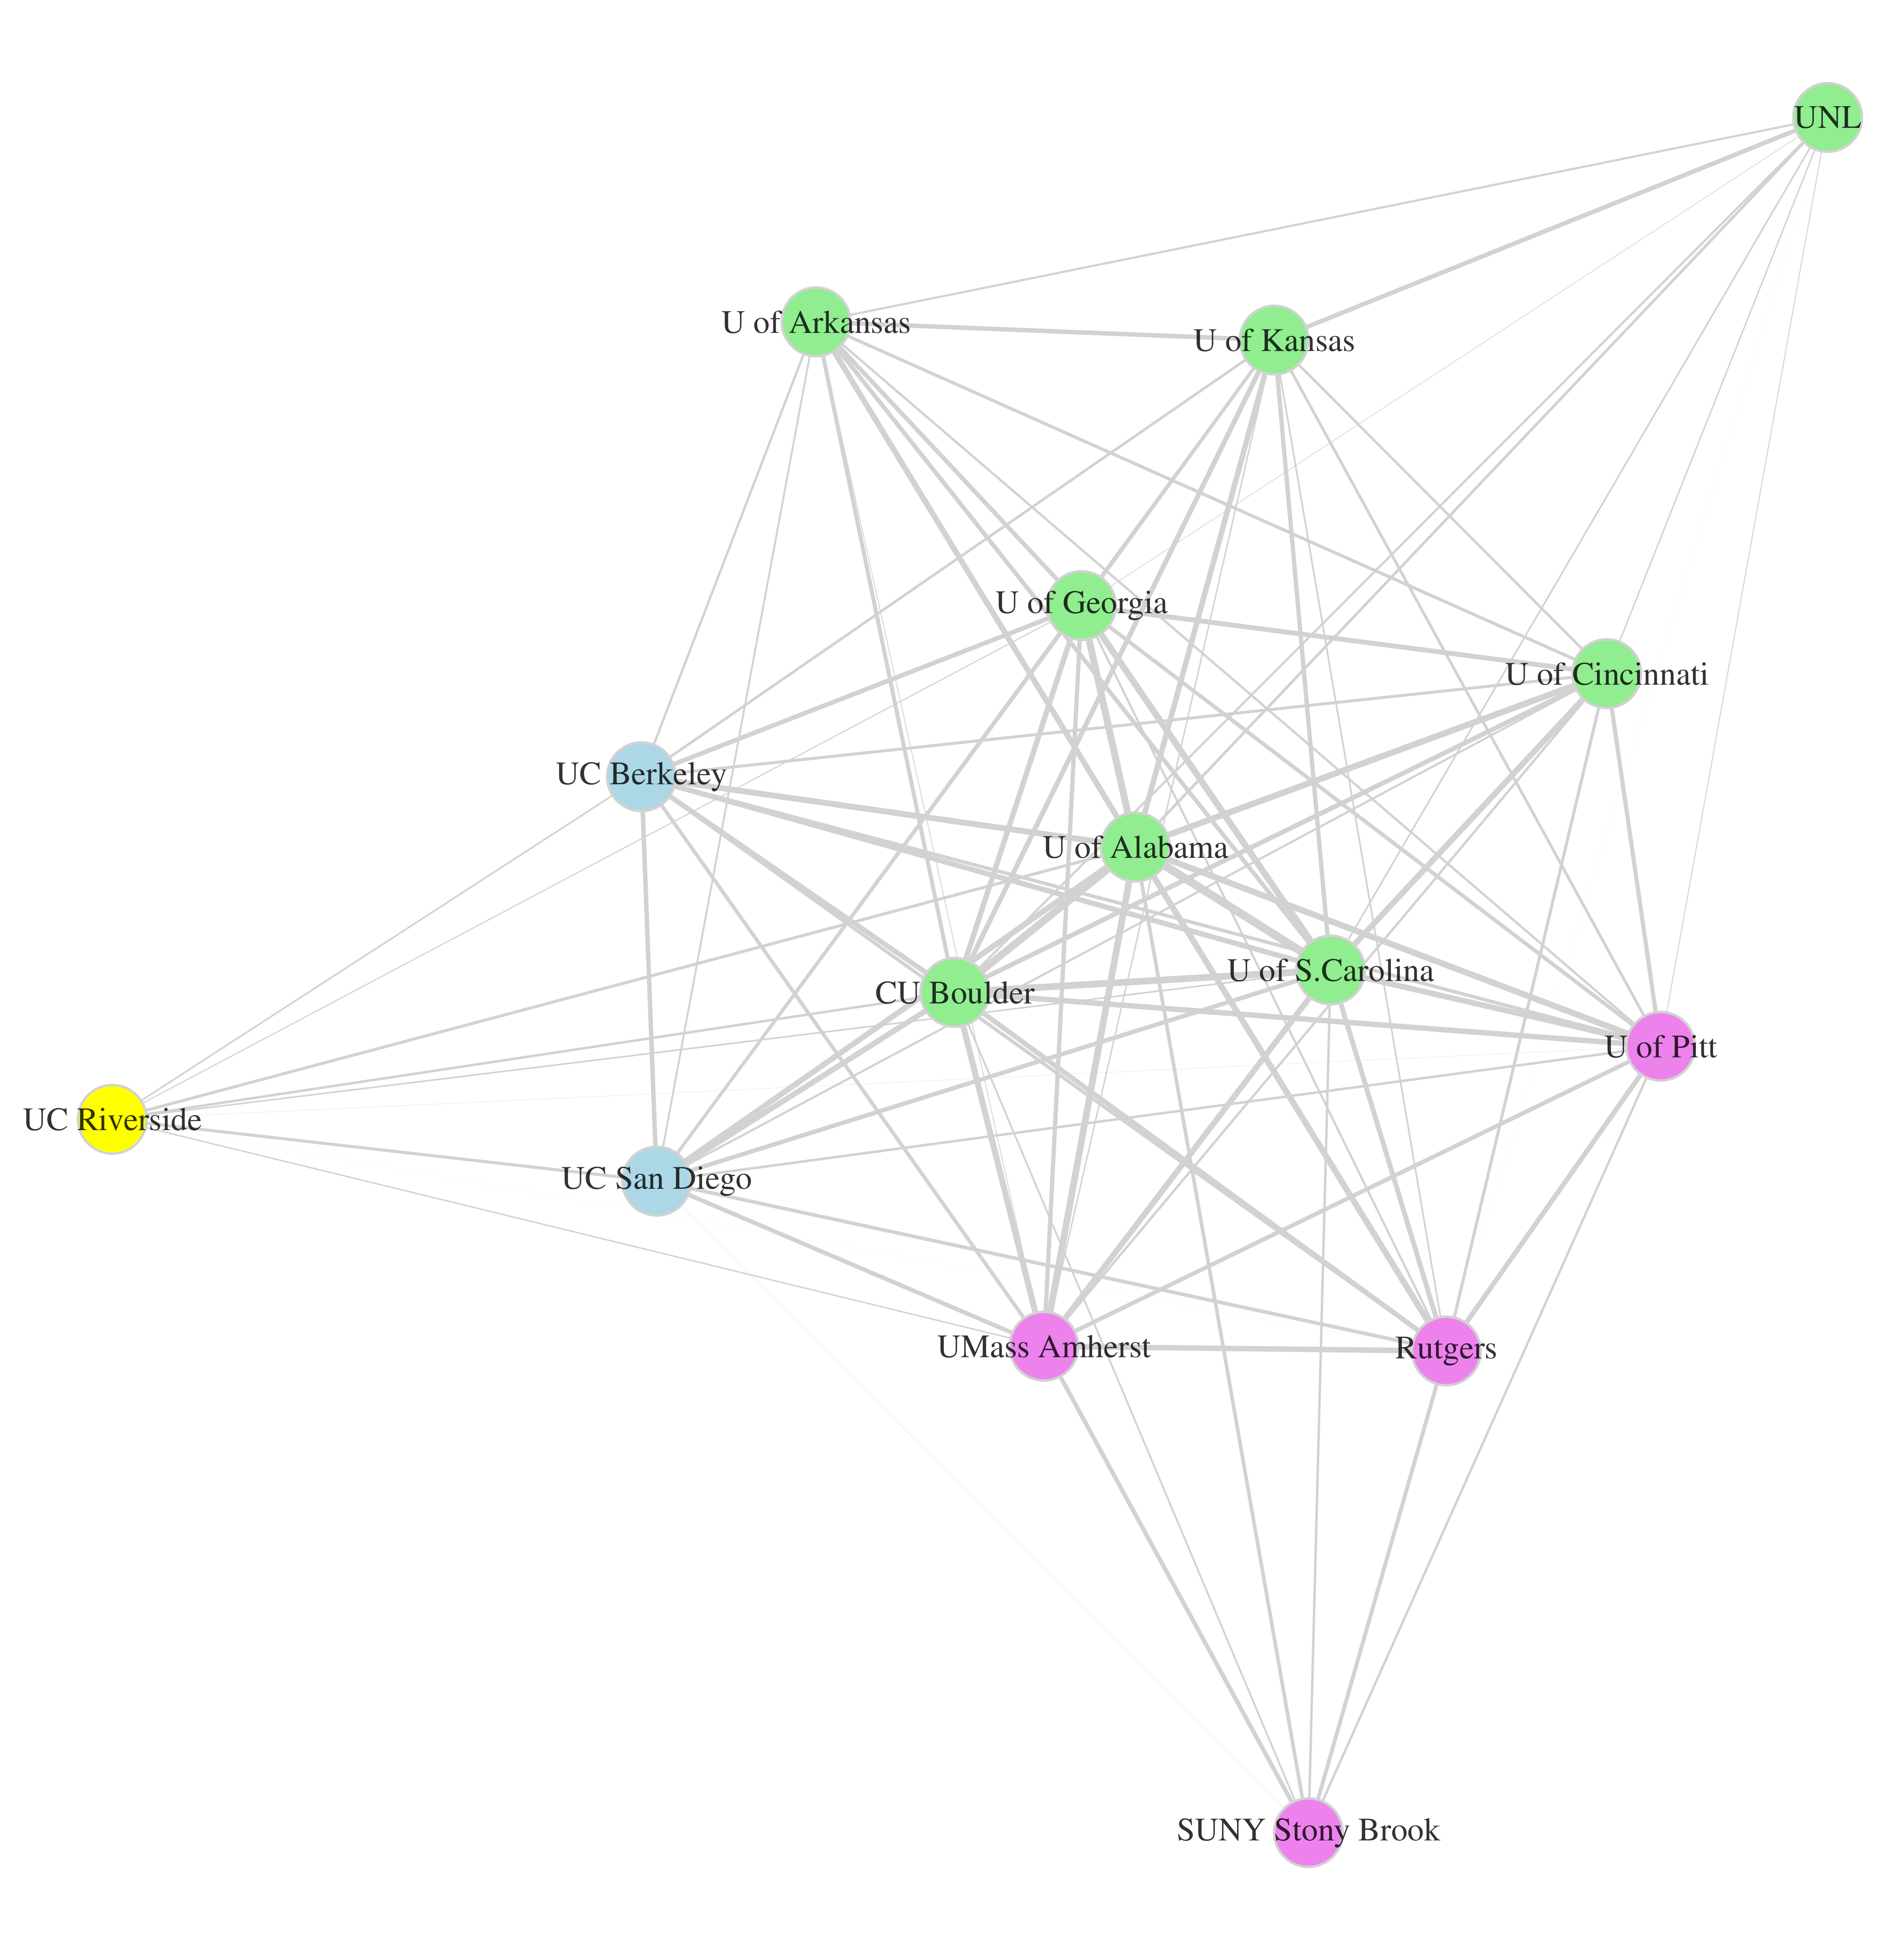 UNL
U of Arkansas
U of Kansas
U of Georgia
U of Cincinnati
UC Berkeley
U of Alabama
U of S.Carolina
CU Boulder
U of Pitt
UC Riverside
UC San Diego
UMass Amherst
Rutgers
SUNY Stony Brook